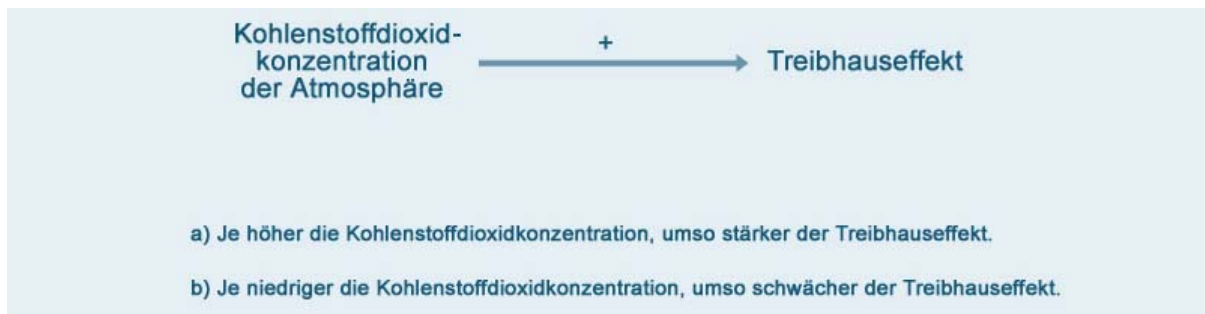 Kohlenstoffdioxid-
konzentration
der Atmosphäre
+
Treibhauseffekt
a) Je höher die Kohlenstoffdioxidkonzentration, umso stärker der Treibhauseffekt.
b) Je niedriger die Kohlenstoffdioxidkonzentration, umso schwächer der Treibhauseffekt.